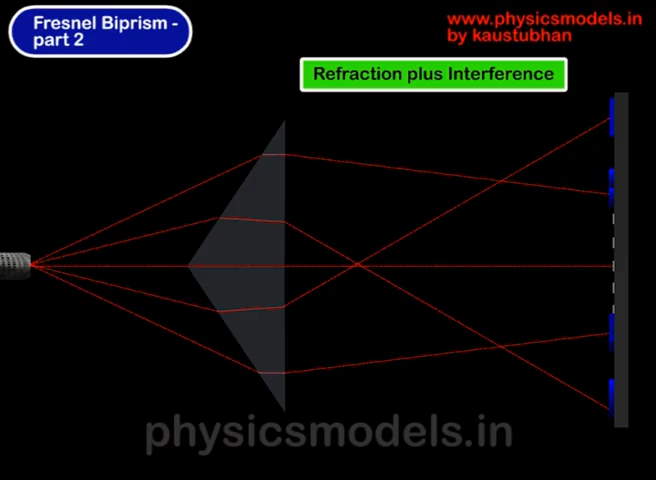 Fresnel Biprism -
part 2
www.physicsmodels.in
by kaustubhan
Refraction plus Interference
physicsmodels.in